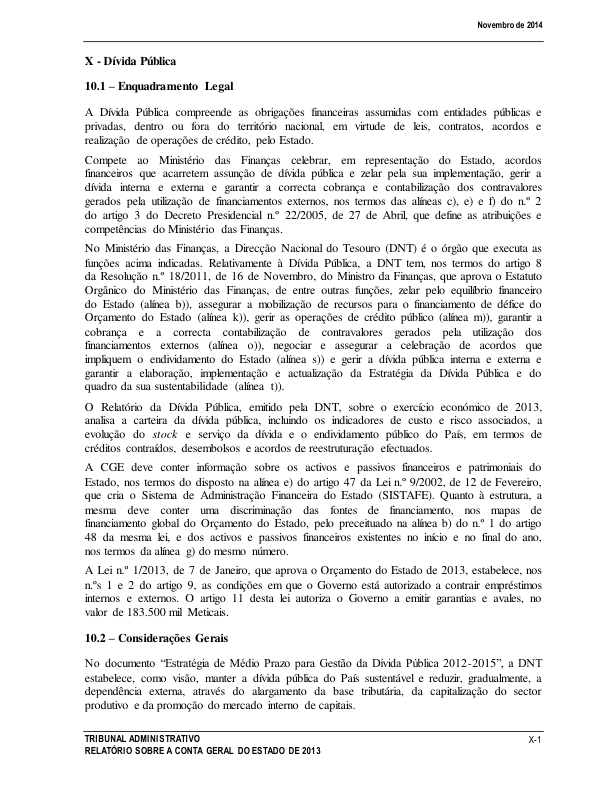 Novembro de 2014
X - Dívida Pública
10.1 – Enquadramento Legal
A Dívida Pública compreende as obrigações financeiras assumidas com entidades públicas e
privadas, dentro ou fora do território nacional, em virtude de leis, contratos, acordos e
realização de operações de crédito, pelo Estado.
Compete ao Ministério das Finanças celebrar, em representação do Estado, acordos
financeiros que acarretem assunção de dívida pública e zelar pela sua implementação, gerir a
dívida interna e externa e garantir a correcta cobrança e contabilização dos contravalores
gerados pela utilização de financiamentos externos, nos termos das alíneas c), e) e f) do n.º 2
do artigo 3 do Decreto Presidencial n.º 22/2005, de 27 de Abril, que define as atribuições e
competências do Ministério das Finanças.
No Ministério das Finanças, a Direcção Nacional do Tesouro (DNT) é o órgão que executa as
funções acima indicadas. Relativamente à Dívida Pública, a DNT tem, nos termos do artigo 8
da Resolução n.º 18/2011, de 16 de Novembro, do Ministro da Finanças, que aprova o Estatuto
Orgânico do Ministério das Finanças, de entre outras funções, zelar pelo equilíbrio financeiro
do Estado (alínea b)), assegurar a mobilização de recursos para o financiamento de défice do
Orçamento do Estado (alínea k)), gerir as operações de crédito público (alínea m)), garantir a
cobrança e a correcta contabilização de contravalores gerados pela utilização dos
financiamentos externos (alínea o)), negociar e assegurar a celebração de acordos que
impliquem o endividamento do Estado (alínea s)) e gerir a dívida pública interna e externa e
garantir a elaboração, implementação e actualização da Estratégia da Dívida Pública e do
quadro da sua sustentabilidade (alínea t)).
O Relatório da Dívida Pública, emitido pela DNT, sobre o exercício económico de 2013,
analisa a carteira da dívida pública, incluindo os indicadores de custo e risco associados, a
evolução do stock e serviço da dívida e o endividamento público do País, em termos de
créditos contraídos, desembolsos e acordos de reestruturação efectuados.
A CGE deve conter informação sobre os activos e passivos financeiros e patrimoniais do
Estado, nos termos do disposto na alínea e) do artigo 47 da Lei n.º 9/2002, de 12 de Fevereiro,
que cria o Sistema de Administração Financeira do Estado (SISTAFE). Quanto à estrutura, a
mesma deve conter uma discriminação das fontes de financiamento, nos mapas de
financiamento global do Orçamento do Estado, pelo preceituado na alínea b) do n.º 1 do artigo
48 da mesma lei, e dos activos e passivos financeiros existentes no início e no final do ano,
nos termos da alínea g) do mesmo número.
A Lei n.º 1/2013, de 7 de Janeiro, que aprova o Orçamento do Estado de 2013, estabelece, nos
n.ºs 1 e 2 do artigo 9, as condições em que o Governo está autorizado a contrair empréstimos
internos e externos. O artigo 11 desta lei autoriza o Governo a emitir garantias e avales, no
valor de 183.500 mil Meticais.
10.2 – Considerações Gerais
No documento “Estratégia de Médio Prazo para Gestão da Dívida Pública 2012-2015”, a DNT
estabelece, como visão, manter a dívida pública do País sustentável e reduzir, gradualmente, a
dependência externa, através do alargamento da base tributária, da capitalização do sector
produtivo e da promoção do mercado interno de capitais.
TRIBUNAL ADMINISTRATIVO
X-1
RELATÓRIO SOBRE A CONTA GERAL DO ESTADO DE 2013